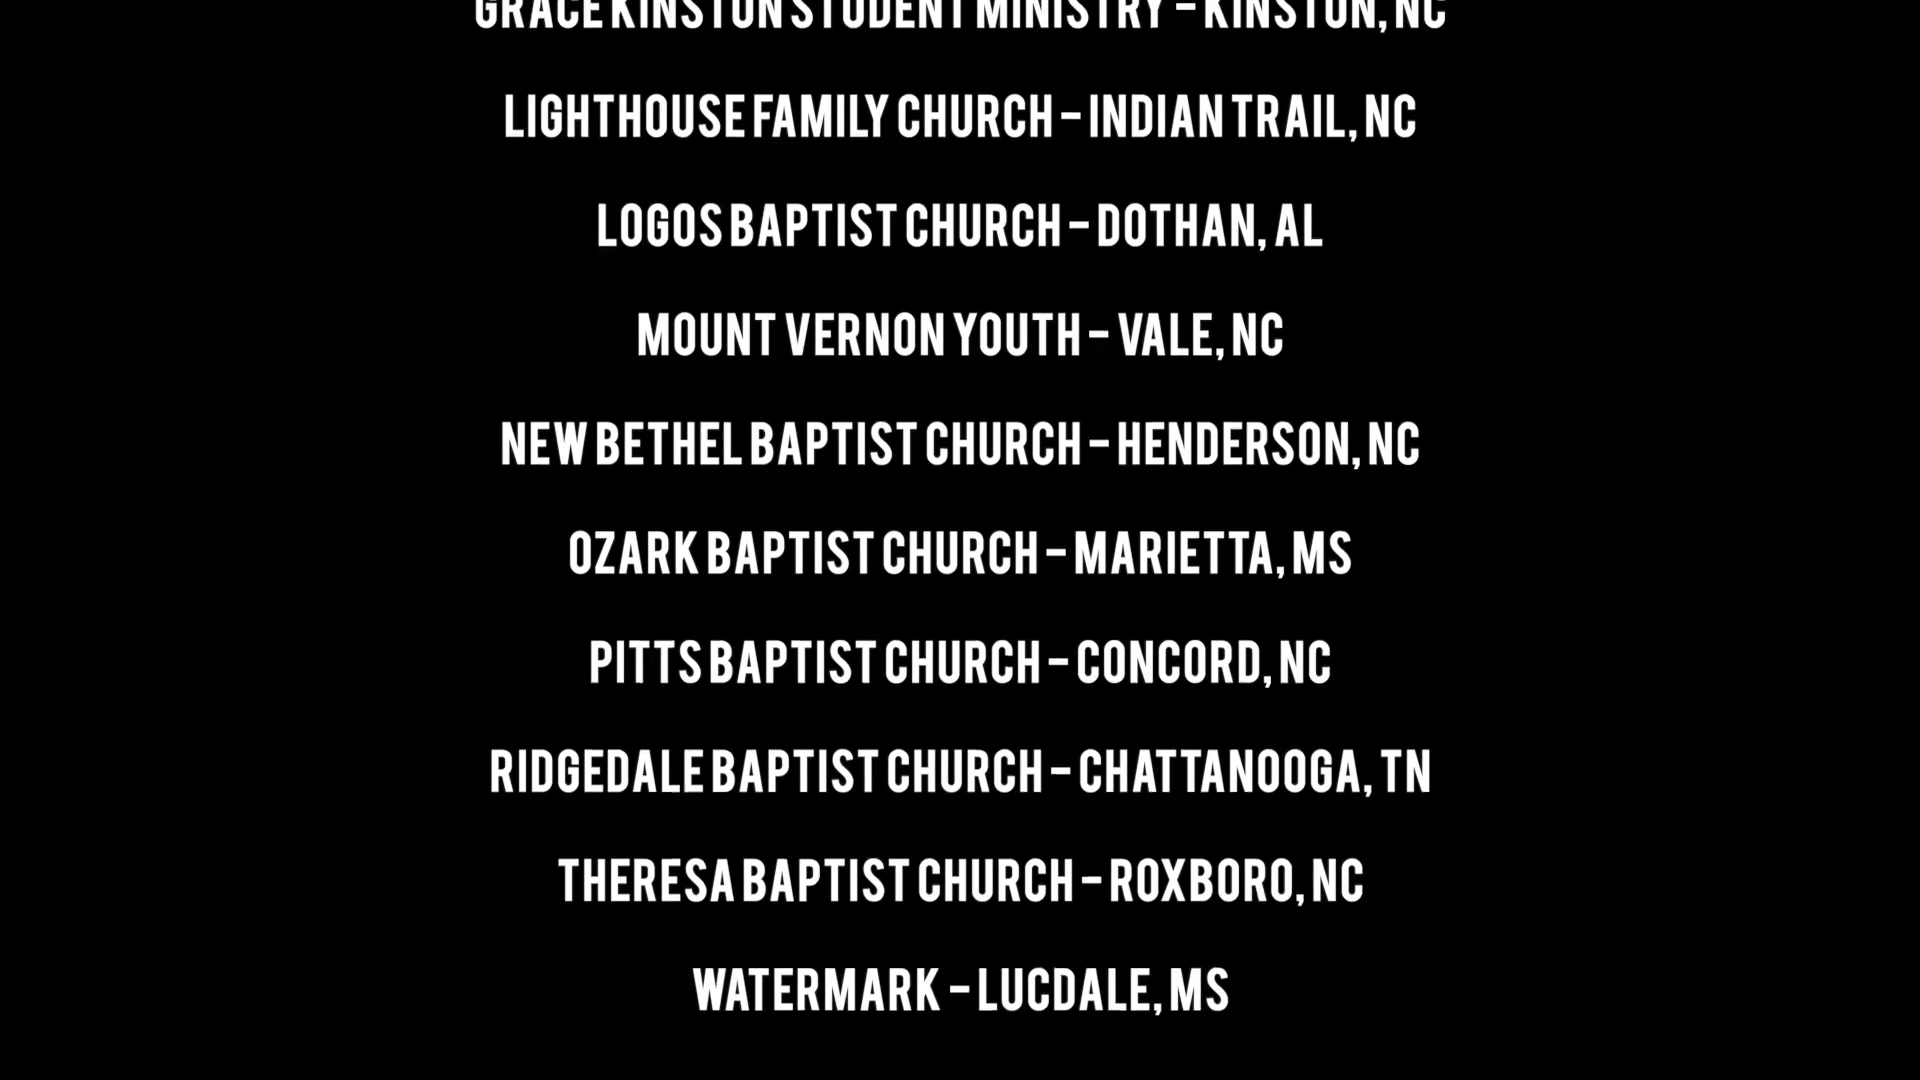 GRACE KINSTON STUDENT MINISTRY – KINSTON, NC
LIGHTHOUSE FAMILY CHURCH – INDIAN TRAIL, NC
LOGOS BAPTIST CHURCH – DOTHAN, AL
MOUNT VERNON YOUTH – VALE, NC
NEW BETHEL BAPTIST CHURCH – HENDERSON, NC
OZARK BAPTIST CHURCH – MARIETTA, MS
PITTS BAPTIST CHURCH – CONCORD, NC
RIDGEDALE BAPTIST CHURCH – CHATTANOOGA, TN
THERESA BAPTIST CHURCH – ROXBORO, NC
WATERMARK – LUCDALE, MS